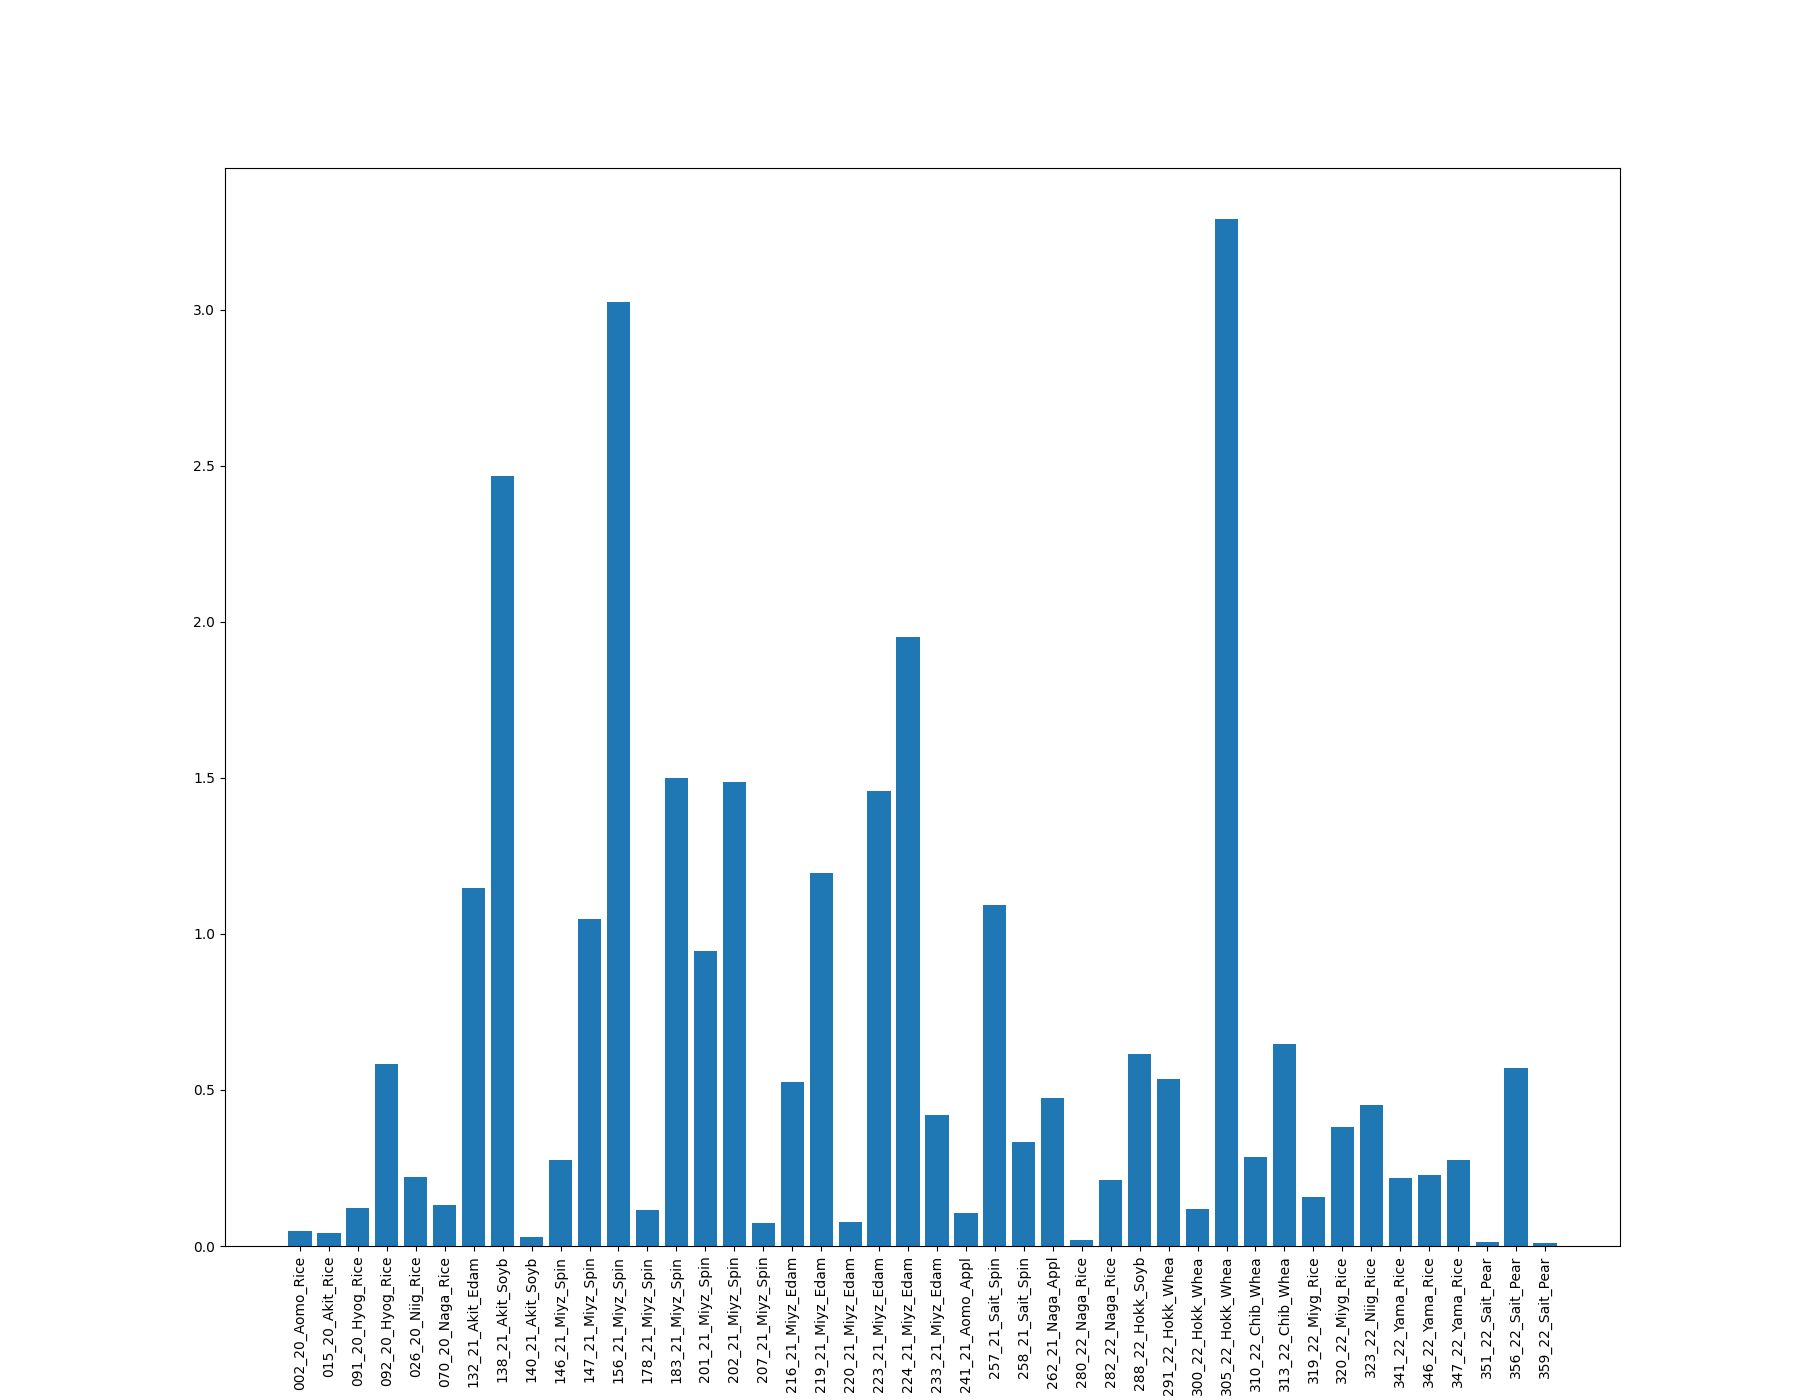 3.0
2.5
2.0
1.5
1.0
0.5
0.0
002_20_Aomo_Rice
015_20_Akit_Rice
091_20_Hyog_Rice
092_20_Hyog_Rice
026_20_Niig_Rice
070_20_Naga_Rice
132_21_Akit_Edam
138_21_Akit_Soyb
140_21_Akit_Soyb
146_21_Miyz_Spin
147_21_Miyz_Spin
156_21_Miyz_Spin
178_21_Miyz_Spin
183_21_Miyz_Spin
201_21_Miyz_Spin
202_21_Miyz_Spin
207_21_Miyz_Spin
216_21_Miyz_Edam
219_21_Miyz_Edam
220_21_Miyz_Edam
223_21_Miyz_Edam
224_21_Miyz_Edam
233_21_Miyz_Edam
241_21_Aomo_Appl
257_21_Sait_Spin
258_21_Sait_Spin
262_21_Naga_Appl
280_22_Naga_Rice
282_22_Naga_Rice
288_22_Hokk_Soyb
291_22_Hokk_Whea
300_22_Hokk_Whea
305_22_Hokk_Whea
310_22_Chib_Whea
313_22_Chib_Whea
319_22_Miyg_Rice
320_22_Miyg_Rice
323_22_Niig_Rice
341_22_Yama_Rice
346_22_Yama_Rice
347_22_Yama_Rice
351_22_Sait_Pear
356_22_Sait_Pear
359_22_Sait_Pear